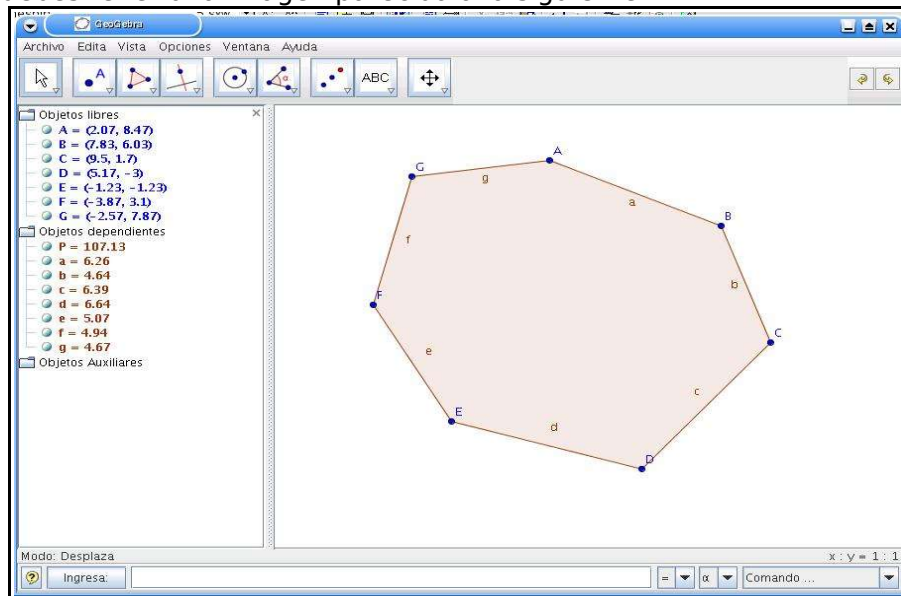 GeoGebra
Archivo Edita Vista Opciones Ventana Ayuda
A
α
ABC
Objetos libres
A = (2.07, 8.47)
B = (7.83, 6.03)
C = (9.5, 1.7)
D = (5.17, −3)
E = (−1.23, −1.23)
F = (−3.87, 3.1)
G = (−2.57, 7.87)
Objetos dependientes
P = 107.13
a = 6.26
b = 4.64
c = 6.39
d = 6.64
e = 5.07
f = 4.94
g = 4.67
Objetos Auxiliares
A
G
g
a
B
f
b
F
C
e
c
E
d
D
Modo: Desplaza
x : y = 1 : 1
Ingresa:
=
α
Comando ...